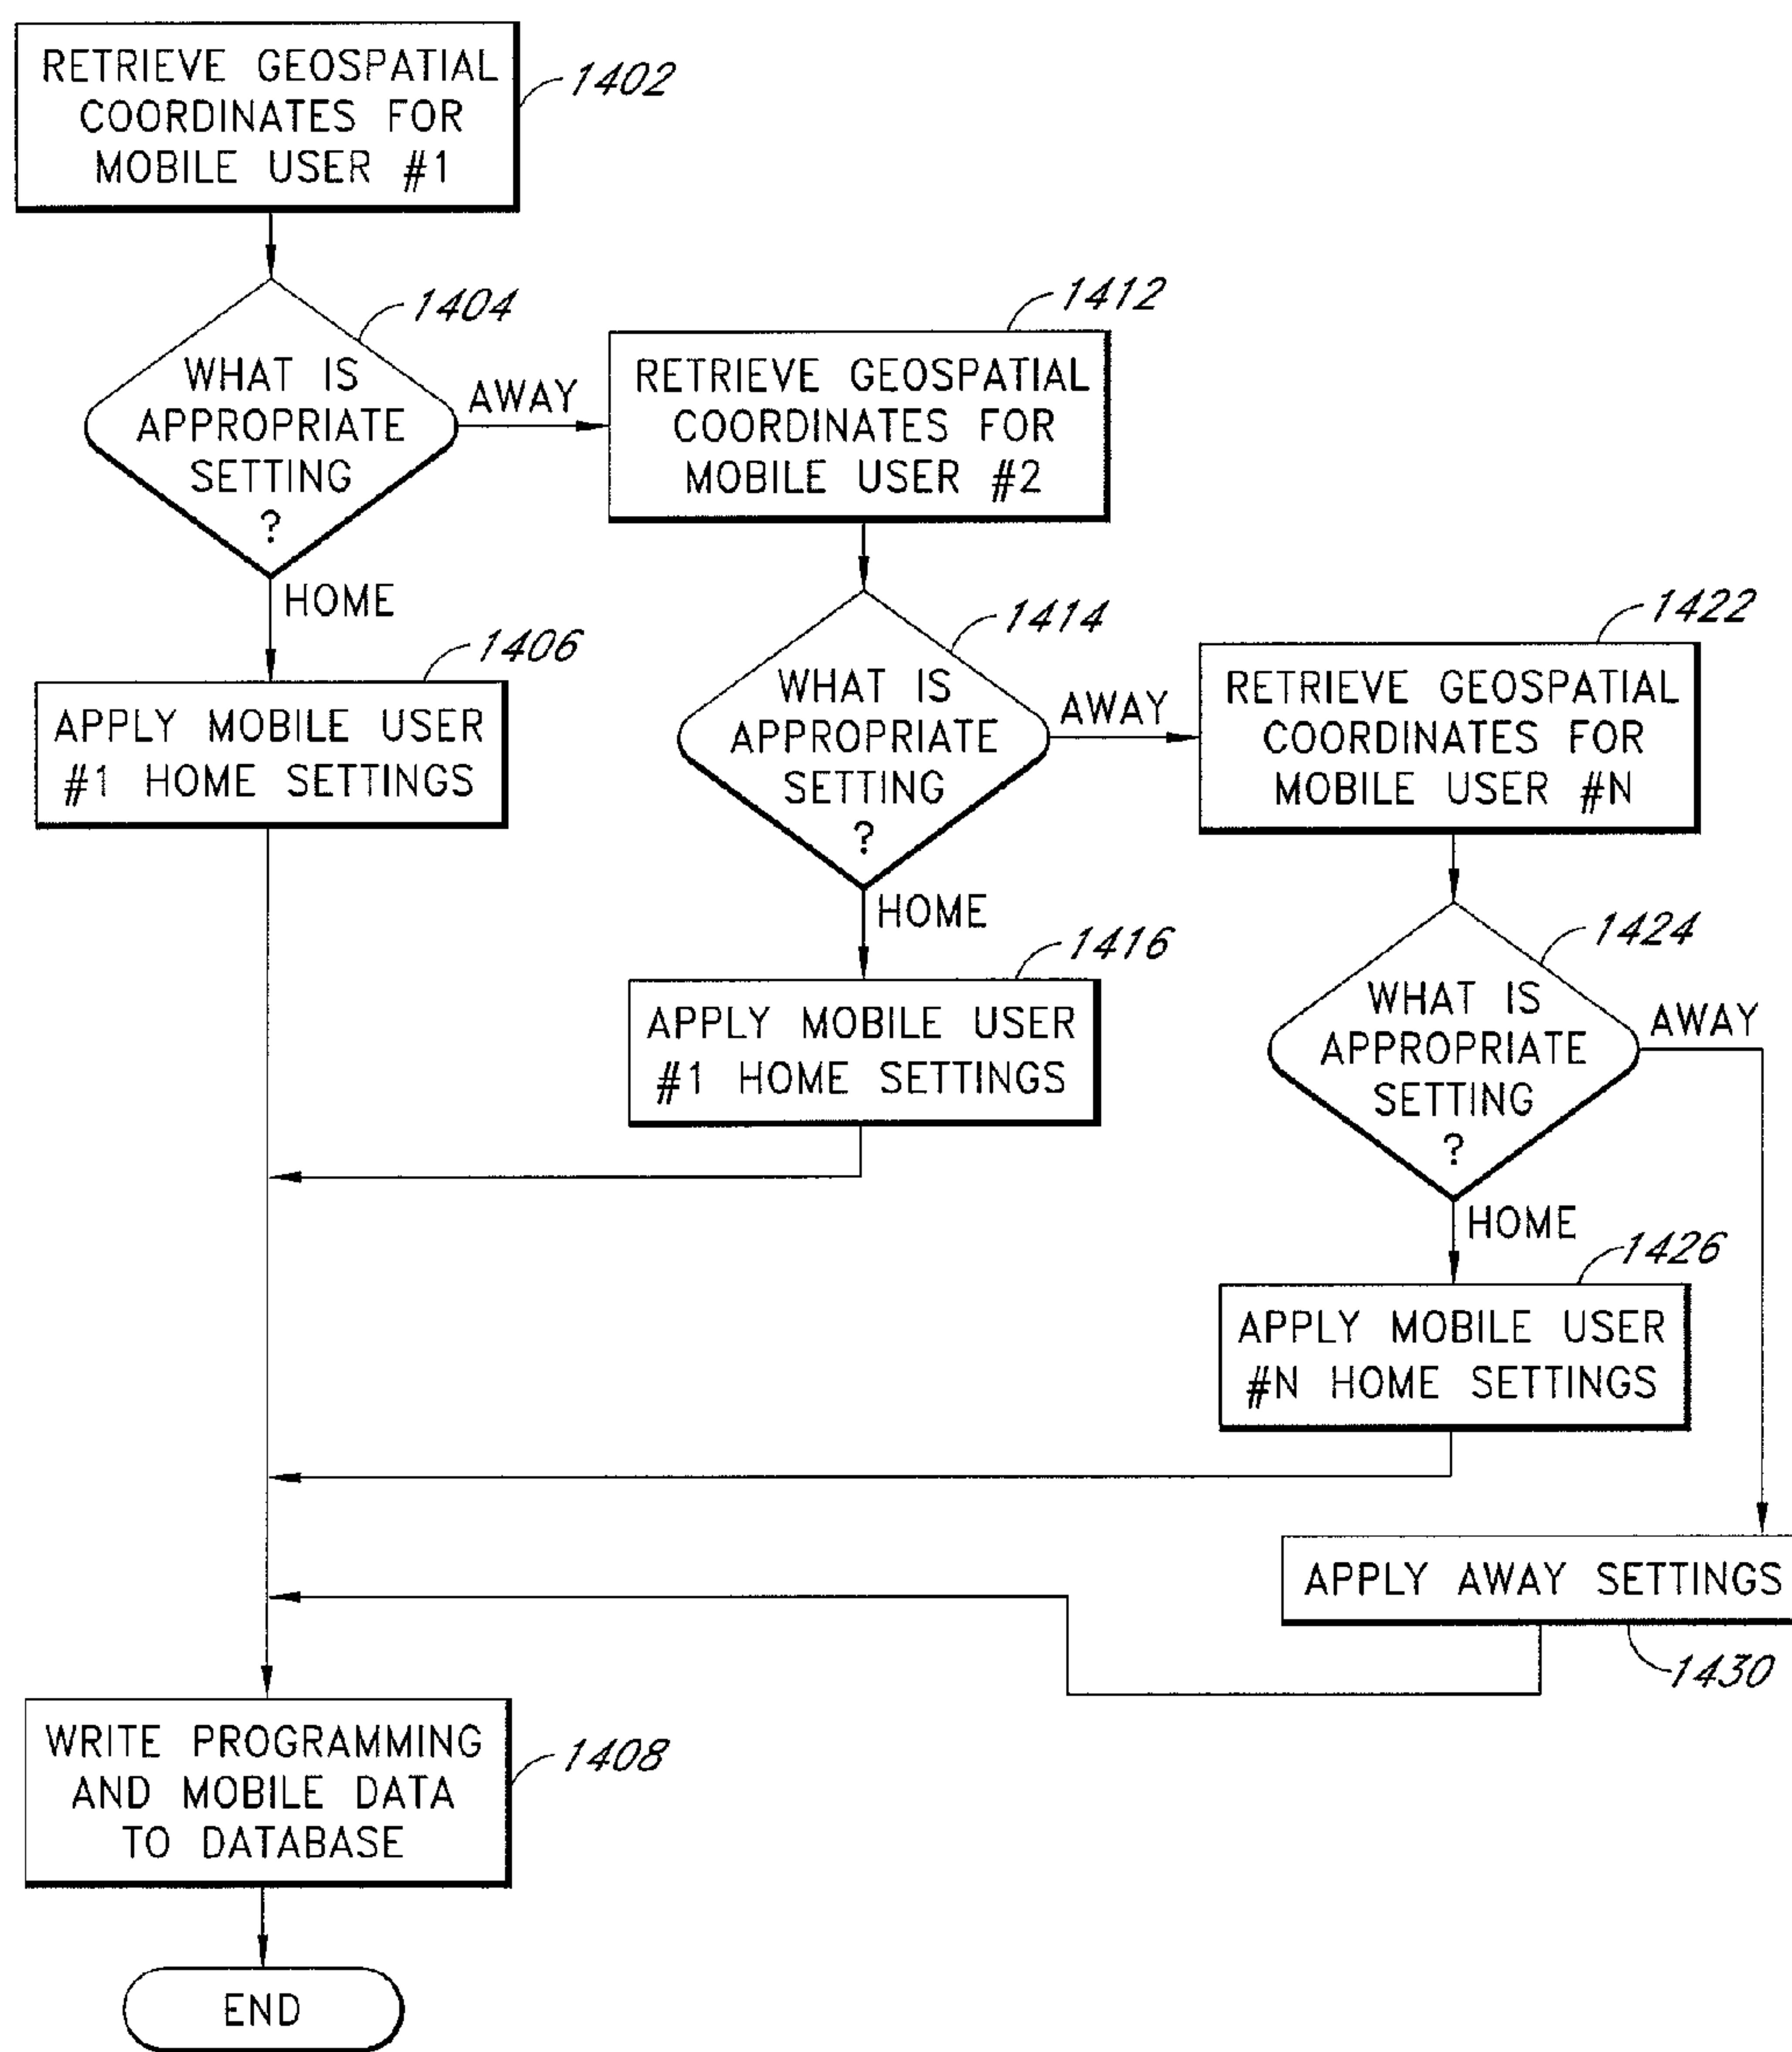 RETRIEVE GEOSPATIAL
COORDINATES FOR
MOBILE USER #1
1402
WHAT IS
APPROPRIATE
SETTING
?
1404
AWAY
HOME
RETRIEVE GEOSPATIAL
COORDINATES FOR
MOBILE USER #2
1412
APPLY MOBILE USER
#1 HOME SETTINGS
1406
WHAT IS
APPROPRIATE
SETTING
?
1414
AWAY
HOME
RETRIEVE GEOSPATIAL
COORDINATES FOR
MOBILE USER #N
1422
APPLY MOBILE USER
#1 HOME SETTINGS
1416
WHAT IS
APPROPRIATE
SETTING
?
1424
AWAY
HOME
APPLY MOBILE USER
#N HOME SETTINGS
1426
APPLY AWAY SETTINGS
1430
WRITE PROGRAMMING
AND MOBILE DATA
TO DATABASE
1408
END